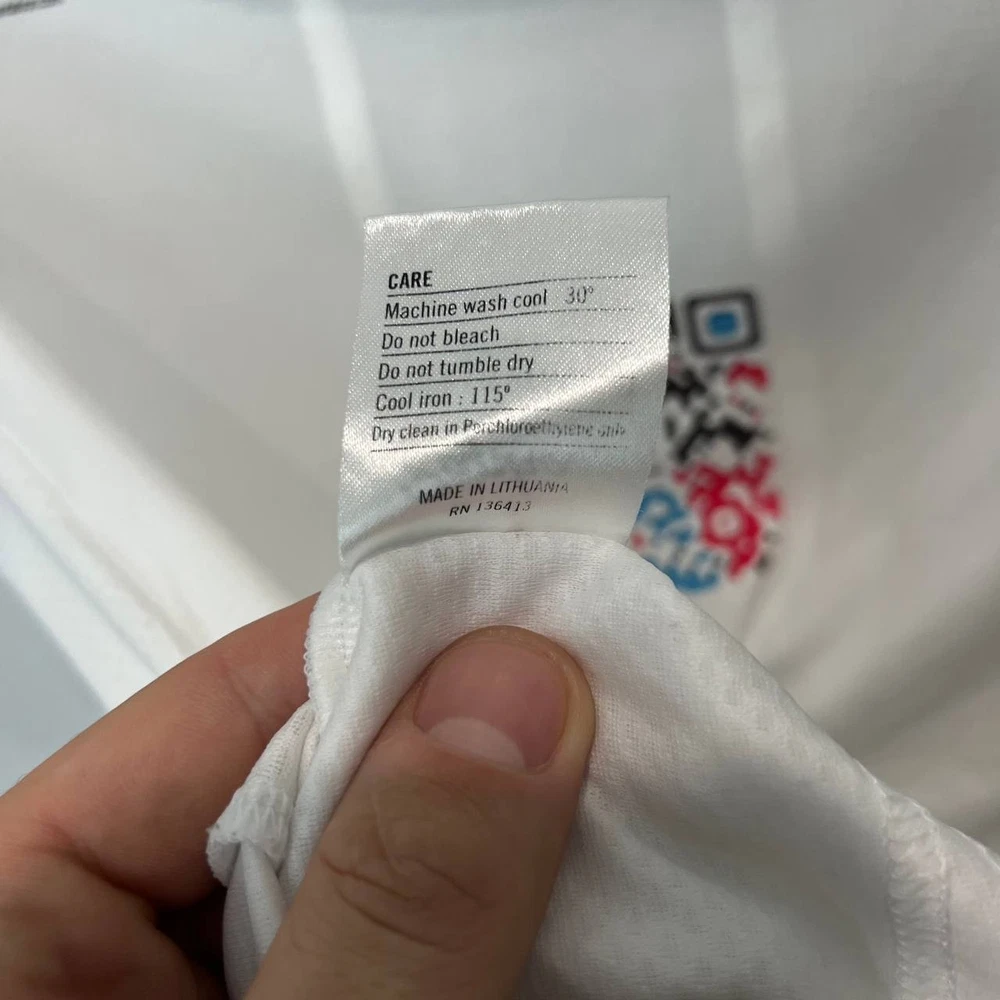 CARE
Machine wash cool 30°
Do not bleach
Do not tumble dry
Cool iron : 115°
Dry clean in Perchluroethylene only
MADE IN LITHUANIA
RN 136413